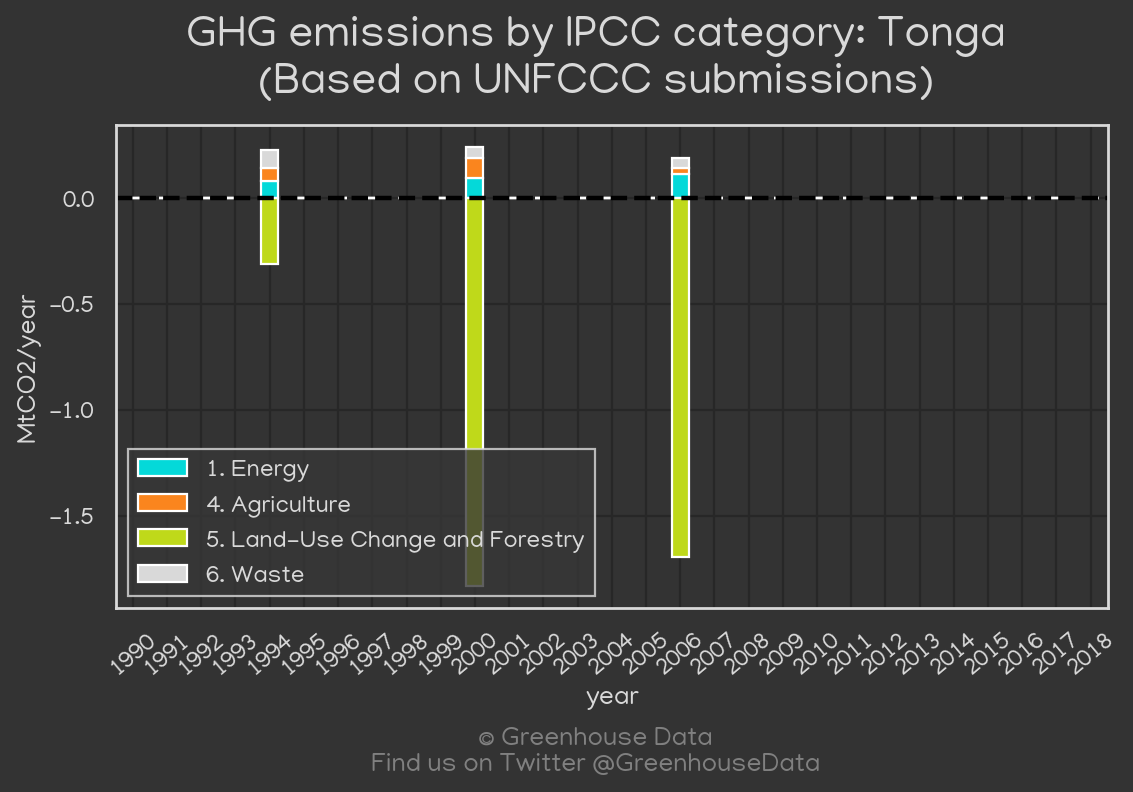 GHG emissions by IPCC category: Tonga
(Based on UNFCCC submissions)
MtCO2/year
0.0
−0.5
−1.0
−1.5
1. Energy
4. Agriculture
5. Land-Use Change and Forestry
6. Waste
1990 1991 1992 1993 1994 1995 1996 1997 1998 1999 2000 2001 2002 2003 2004 2005 2006 2007 2008 2009 2010 2011 2012 2013 2014 2015 2016 2017 2018
year
© Greenhouse Data
Find us on Twitter @GreenhouseData